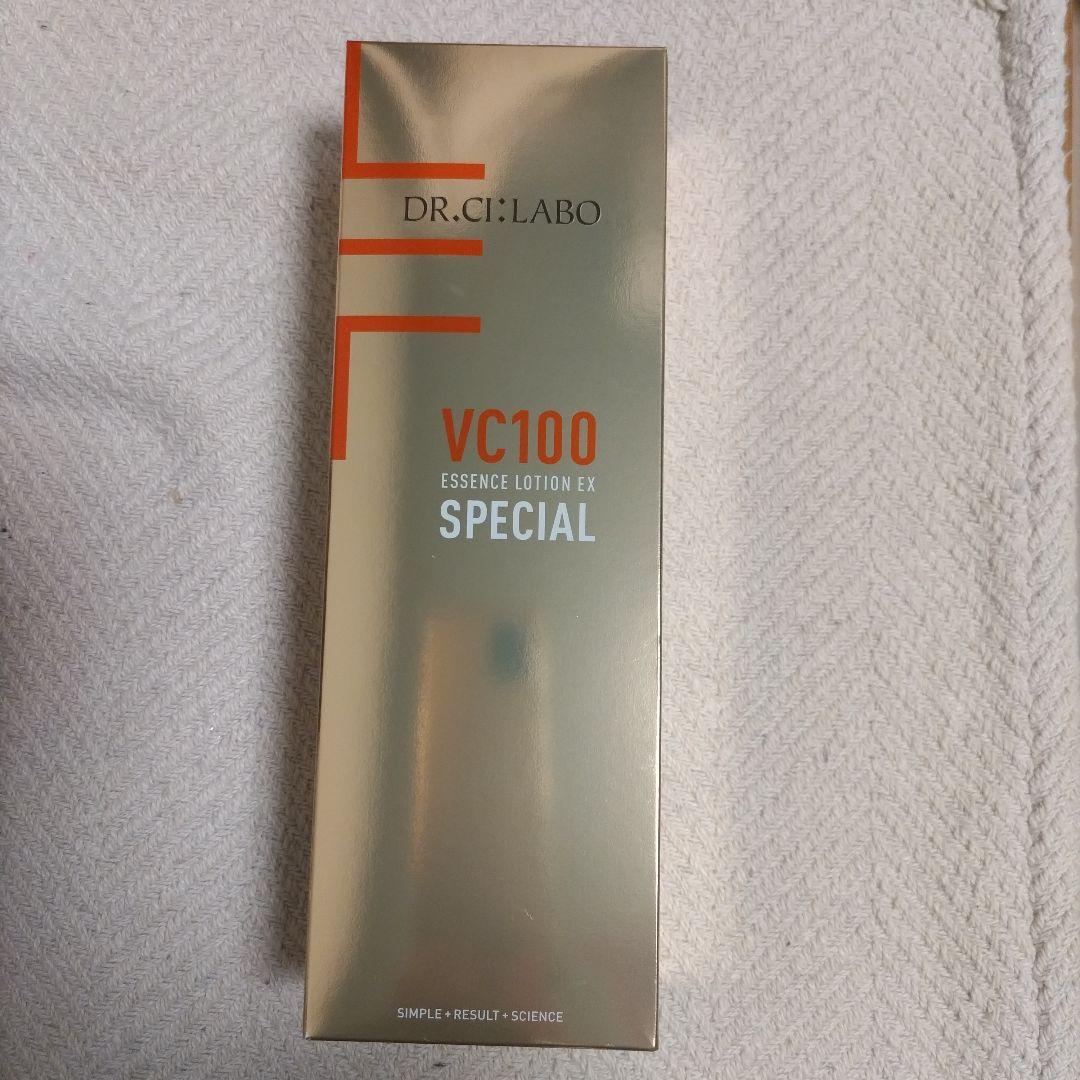 DR.CI:LABO
VC100
ESSENCE LOTION EX
SPECIAL
SIMPLE+RESULT+SCIENCE